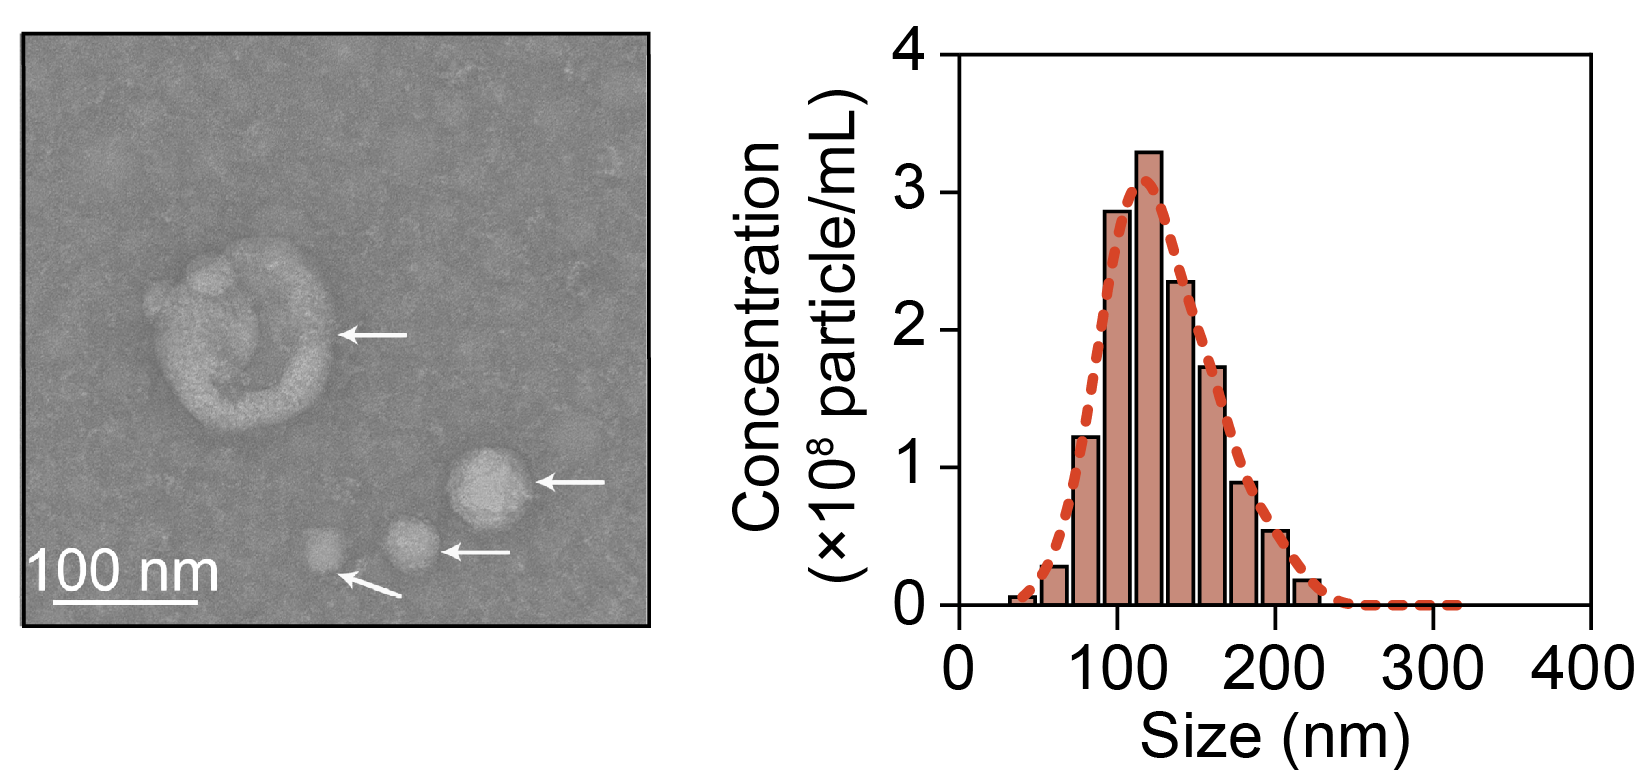 100 nm
Concentration
(×10⁸ particle/mL)
4
3
2
1
0
0 100 200 300 400
Size (nm)